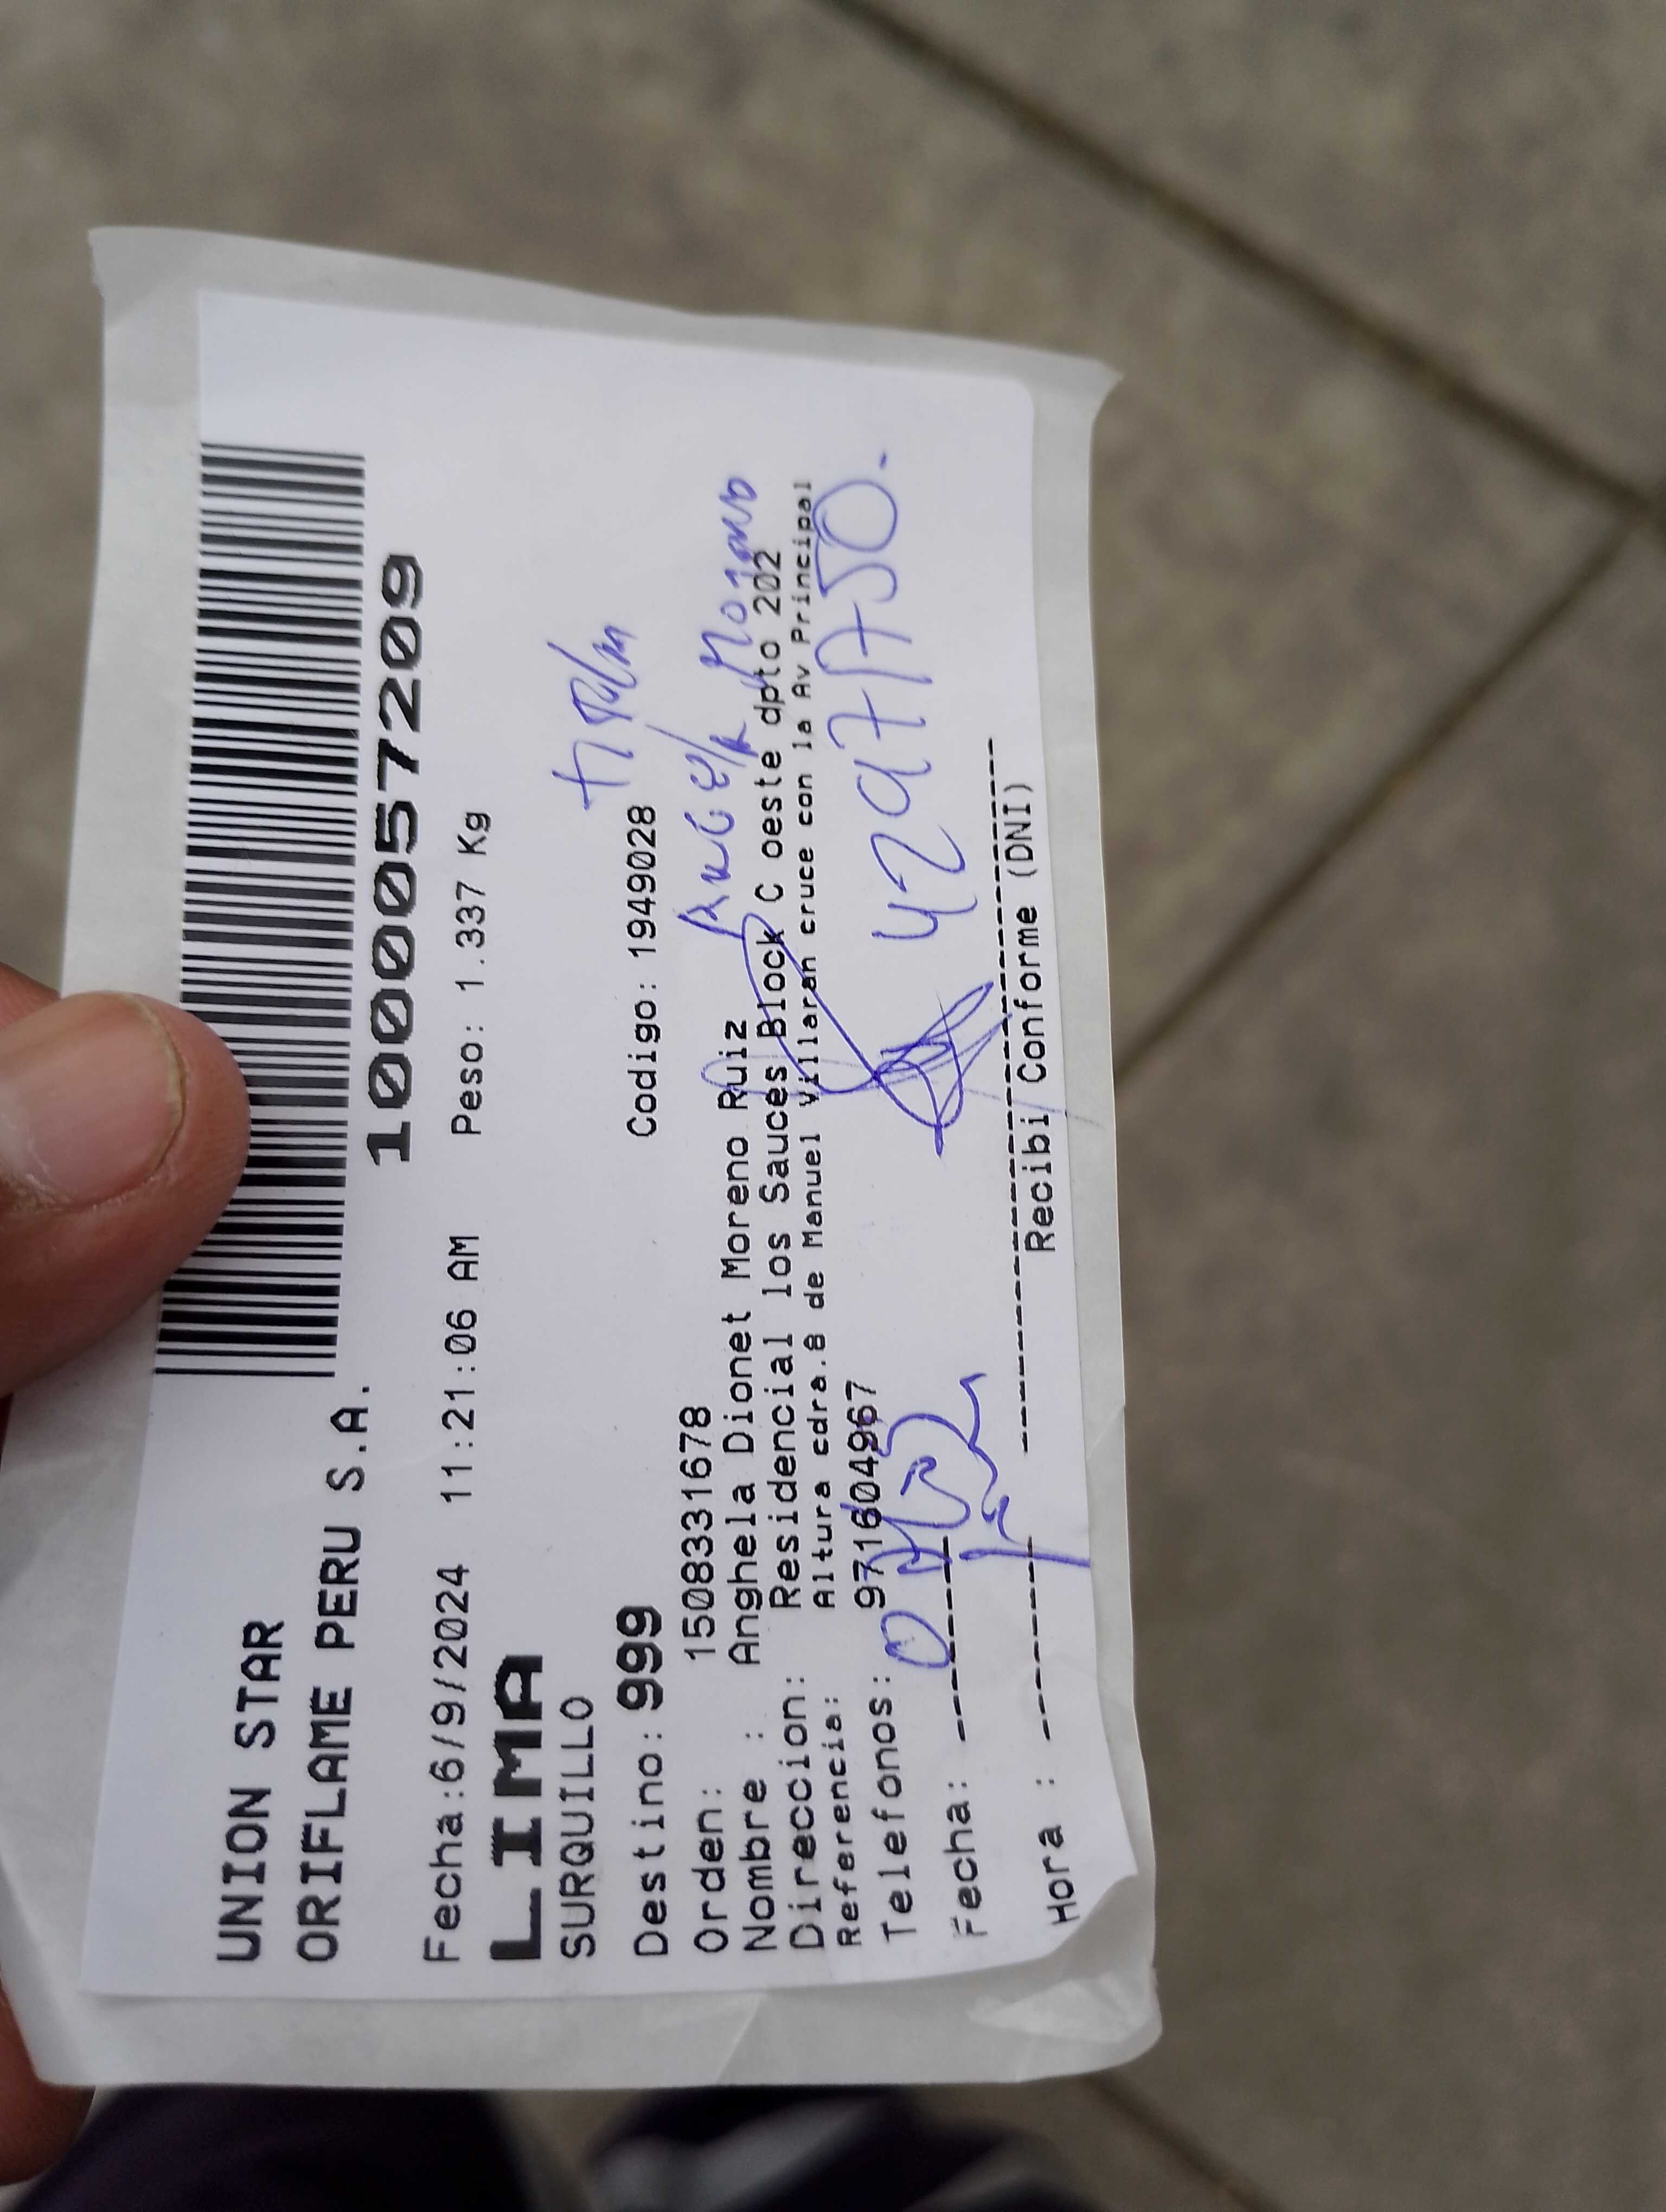 UNION STAR
ORIFLAME PERU S.A.
1000057209
Fecha:6/9/2024 11:21:06 AM Peso: 1.337 Kg
LIMA
SURQUILLO
Destino: 999 Codigo: 1949028
Orden: 1508331678
Nombre : Anghela Dionet Moreno Ruiz
Direccion: Residencial los Sauces Block C oeste dpto 202
Referencia: Altura cdra.8 de Manuel Villaran cruce con la Av Principal
Telefonos: 971604967
Fecha:
Hora :
Recibi Conforme (DNI)